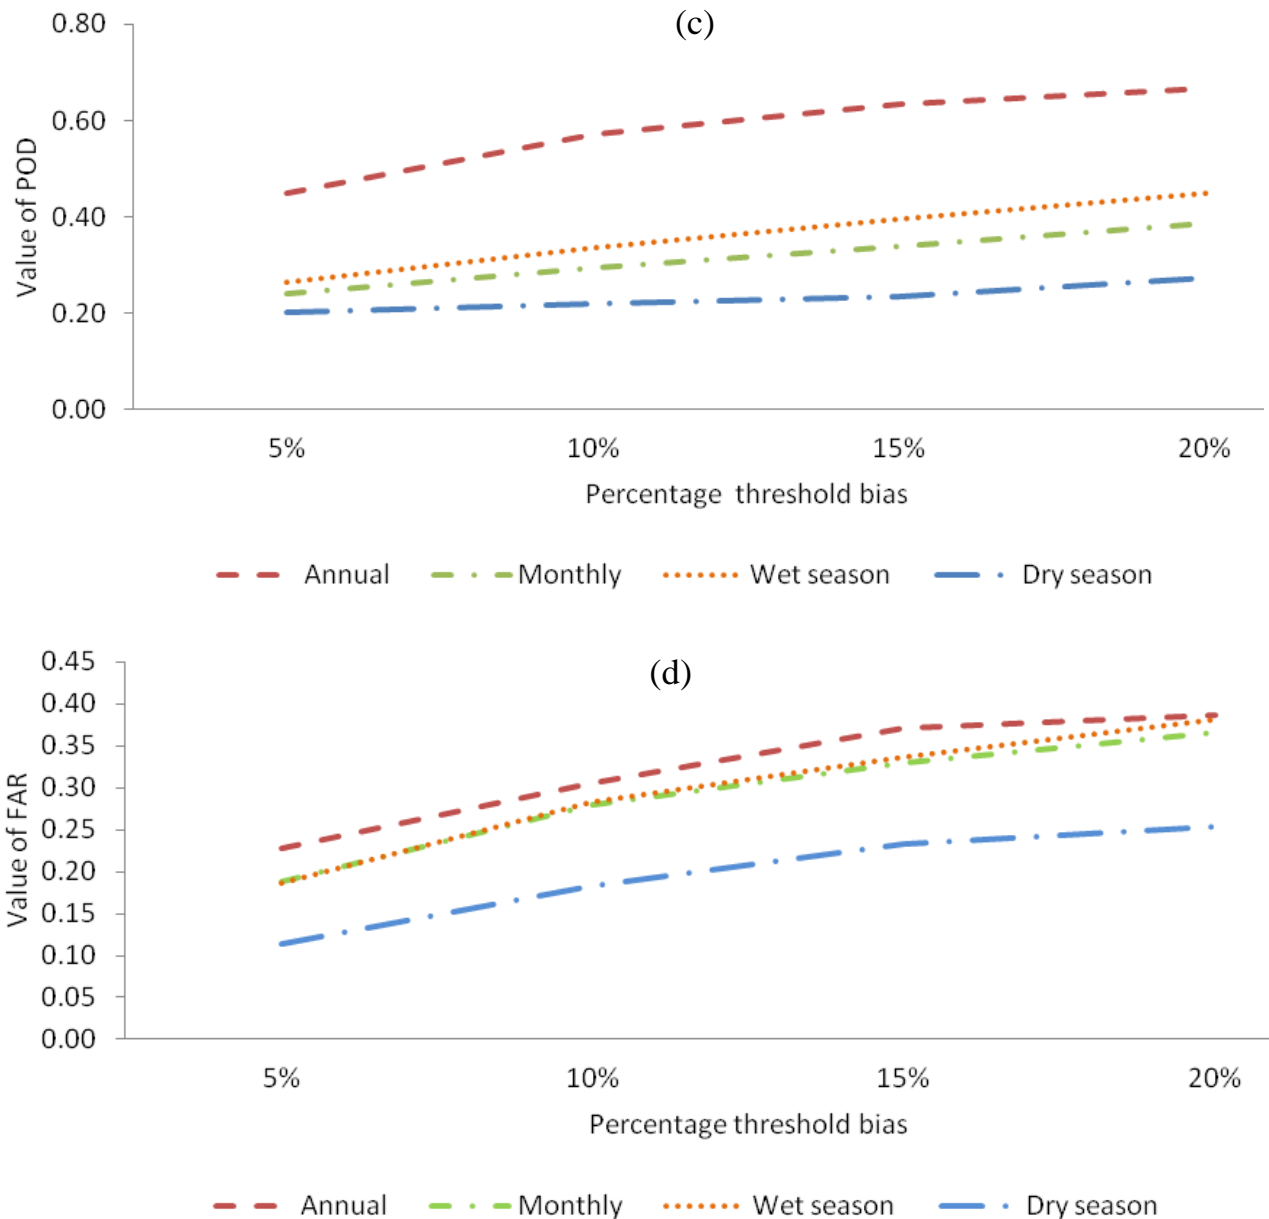 (c)
Value of POD
0.80
0.60
0.40
0.20
0.00
5% 10% 15% 20%
Percentage threshold bias
Annual Monthly Wet season Dry season
(d)
Value of FAR
0.45
0.40
0.35
0.30
0.25
0.20
0.15
0.10
0.05
0.00
5% 10% 15% 20%
Percentage threshold bias
Annual Monthly Wet season Dry season